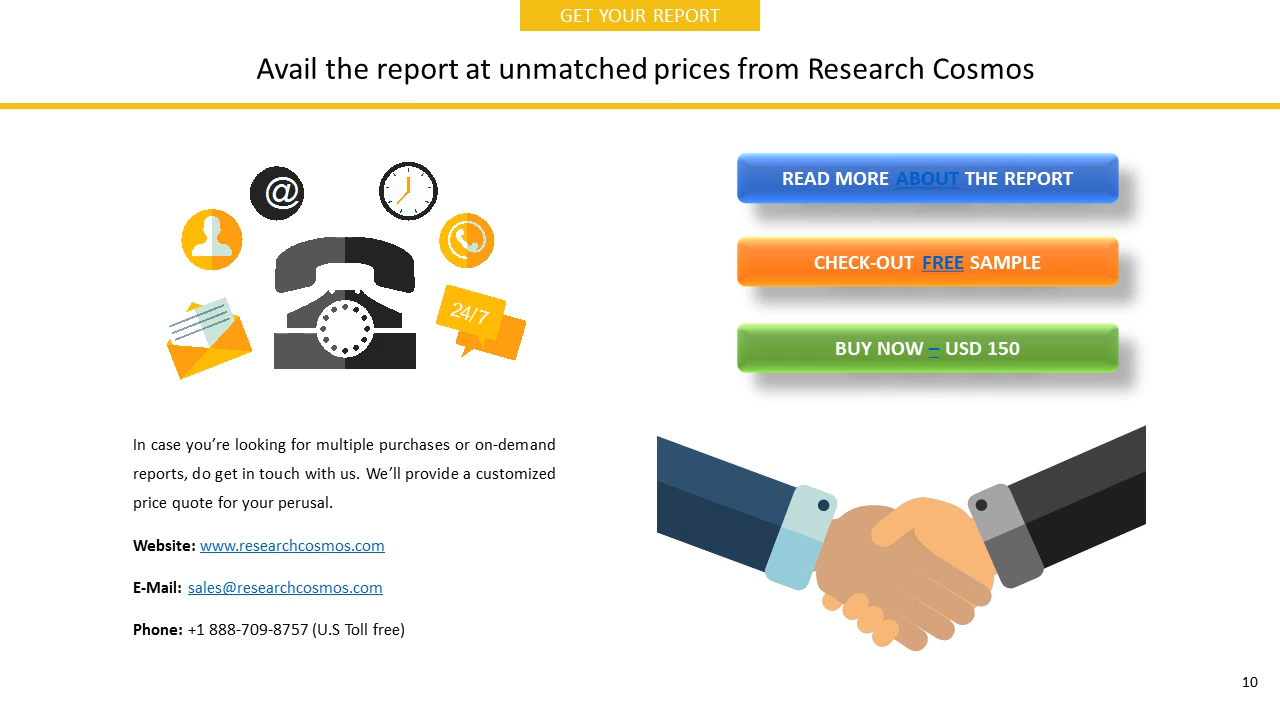 GET YOUR REPORT
Avail the report at unmatched prices from Research Cosmos
@
24/7
READ MORE ABOUT THE REPORT
CHECK-OUT FREE SAMPLE
BUY NOW – USD 150
In case you’re looking for multiple purchases or on-demand
reports, do get in touch with us. We’ll provide a customized
price quote for your perusal.
Website: www.researchcosmos.com
E-Mail: sales@researchcosmos.com
Phone: +1 888-709-8757 (U.S Toll free)
10